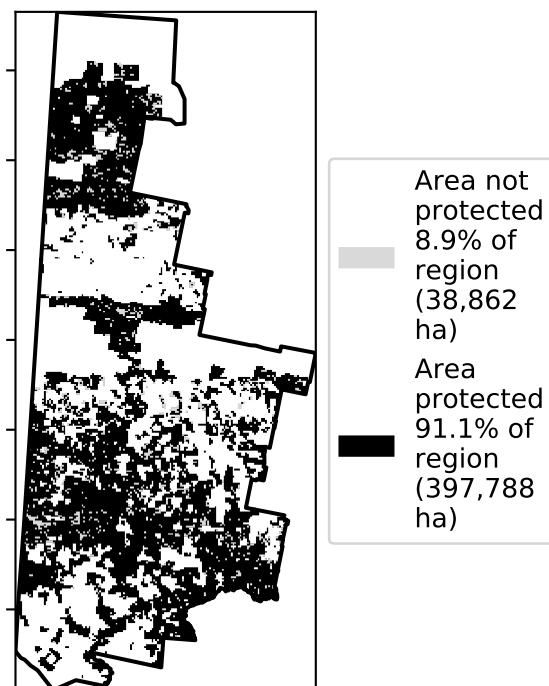 Area not
protected
8.9% of
region
(38,862
ha)
Area
protected
91.1% of
region
(397,788
ha)